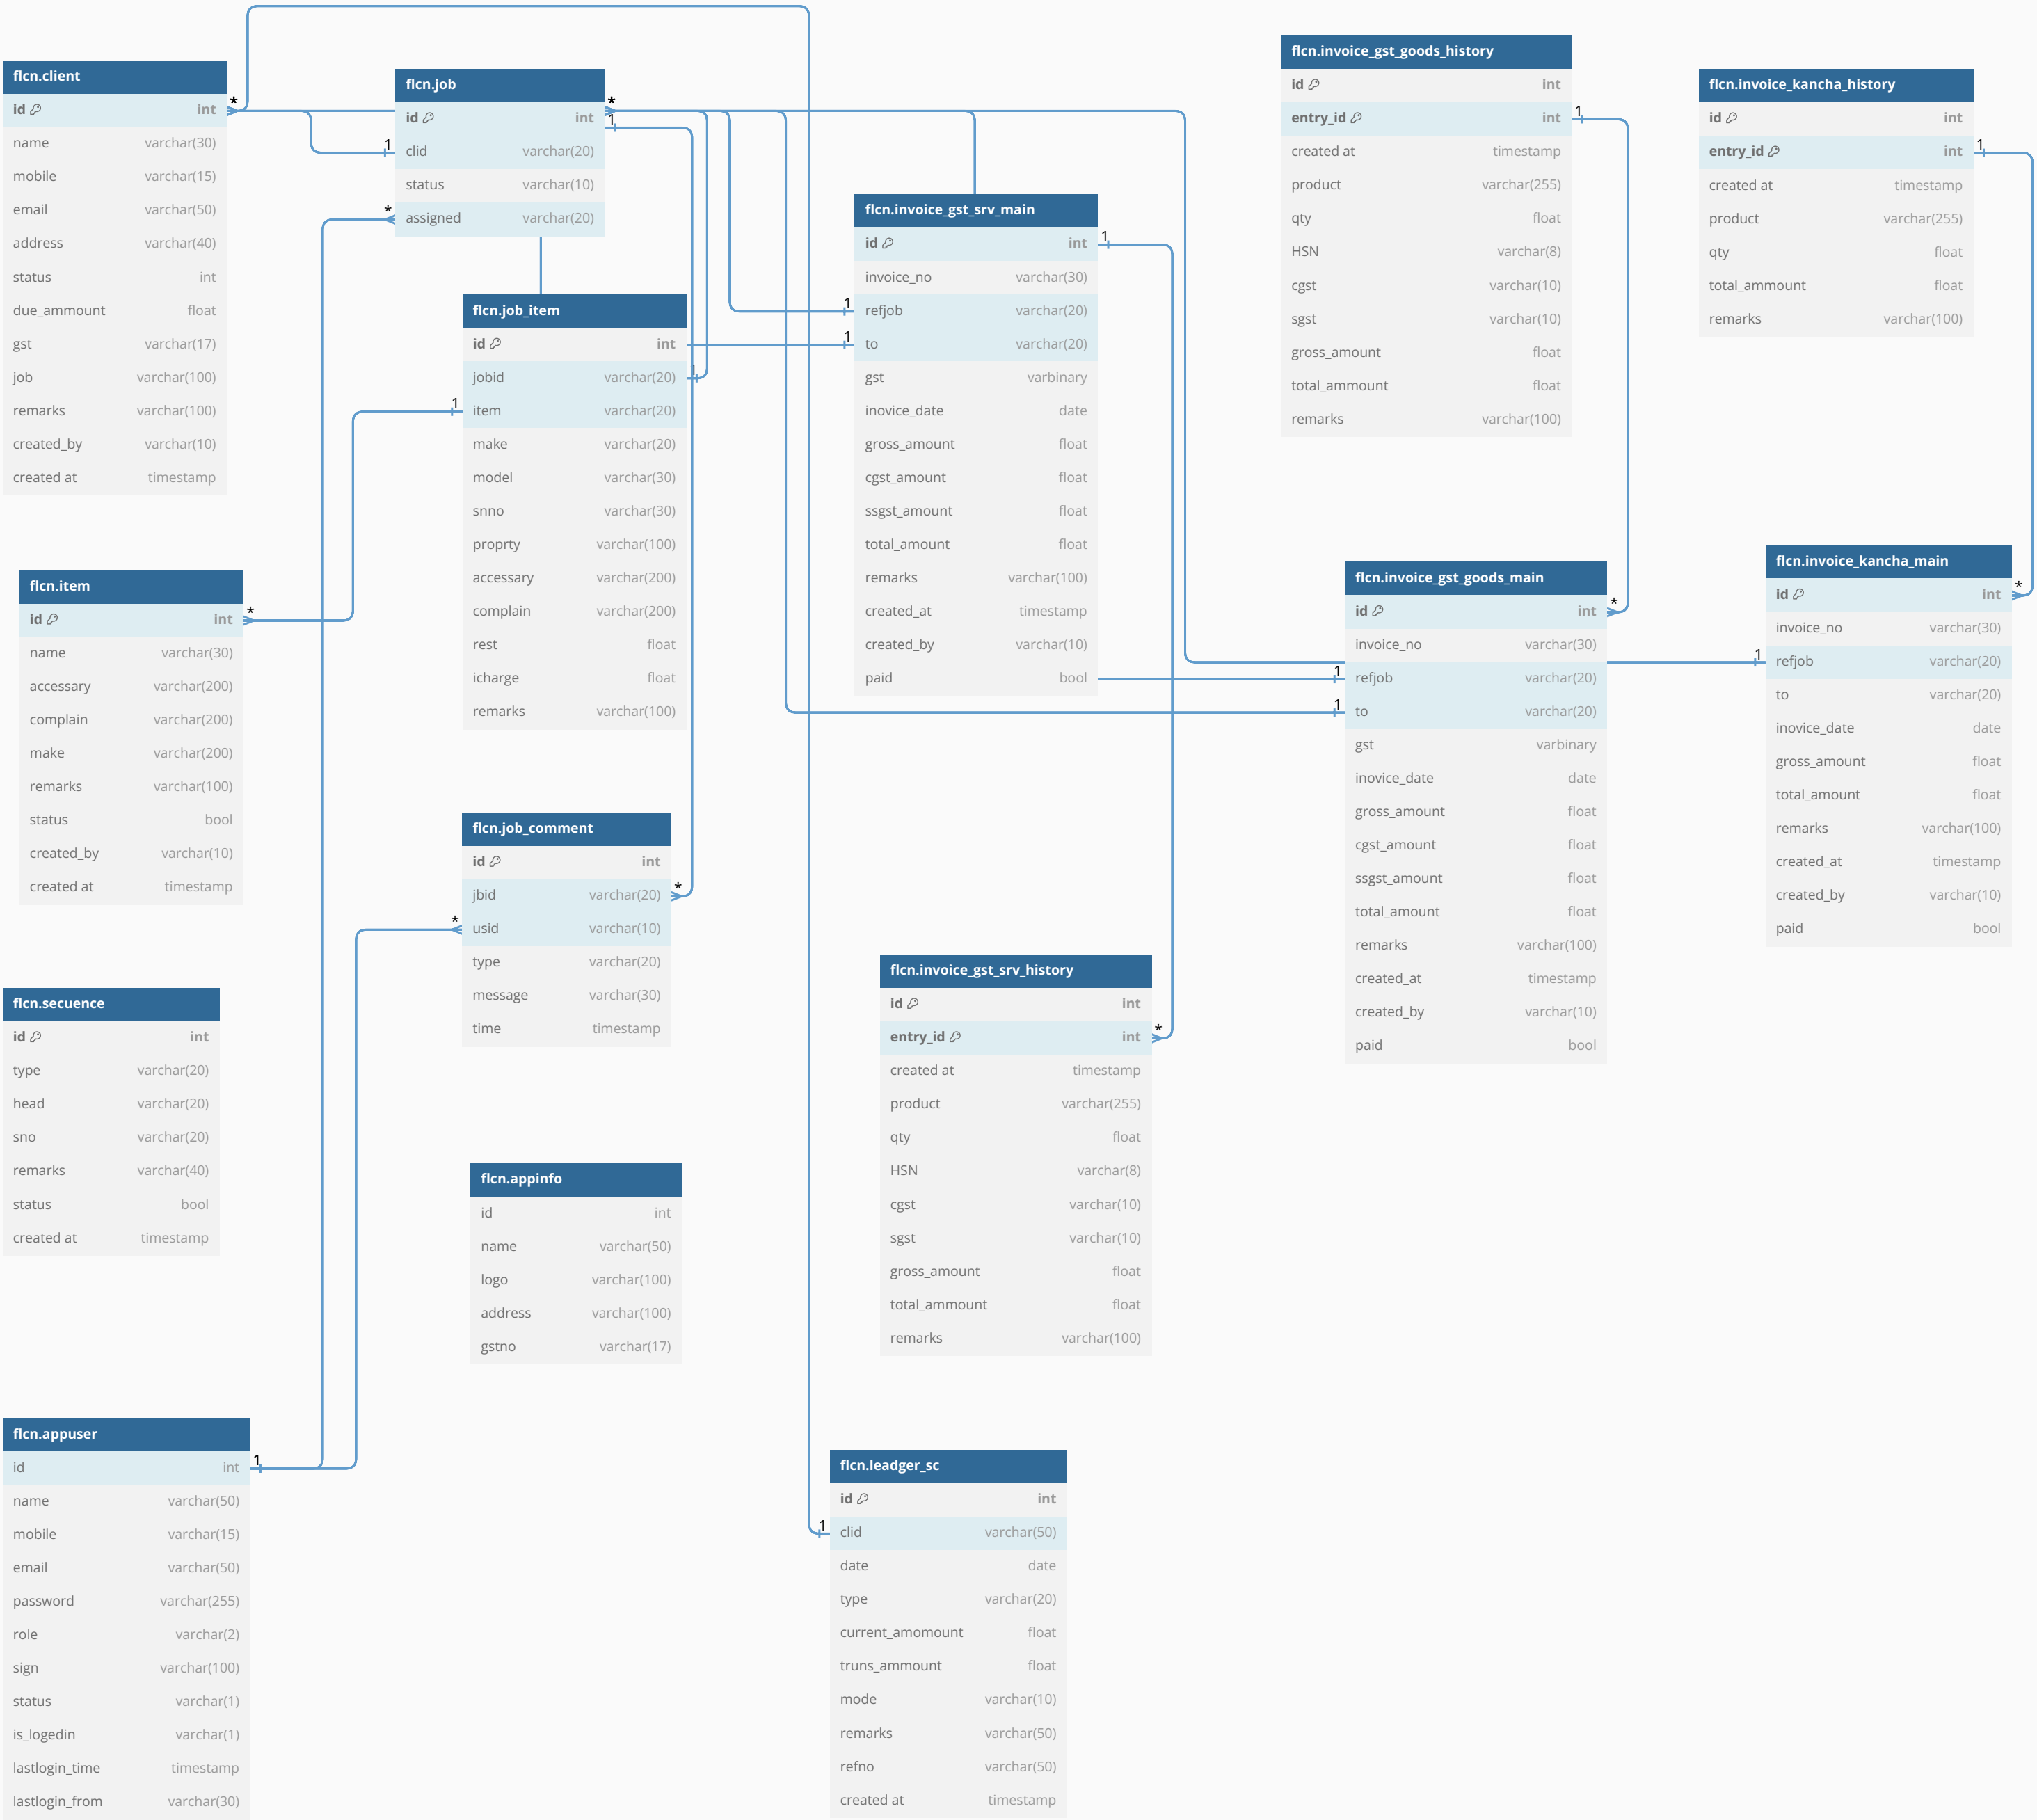 flcn.client
id int
name varchar(30)
mobile varchar(15)
email varchar(50)
address varchar(40)
status int
due_ammount float
gst varchar(17)
job varchar(100)
remarks varchar(100)
created_by varchar(10)
created at timestamp
*
flcn.job
id int
clid varchar(20)
status varchar(10)
assigned varchar(20)
*
1
1
*
flcn.job_item
id int
jobid varchar(20)
item varchar(20)
make varchar(20)
model varchar(30)
snno varchar(30)
proprty varchar(100)
accessary varchar(200)
complain varchar(200)
rest float
icharge float
remarks varchar(100)
1
1
flcn.invoice_gst_srv_main
id int
invoice_no varchar(30)
refjob varchar(20)
to varchar(20)
gst varbinary
inovice_date date
gross_amount float
cgst_amount float
ssgst_amount float
total_amount float
remarks varchar(100)
created_at timestamp
created_by varchar(10)
paid bool
1
1
1
flcn.invoice_gst_goods_history
id int
entry_id int
created at timestamp
product varchar(255)
qty float
HSN varchar(8)
cgst varchar(10)
sgst varchar(10)
gross_amount float
total_ammount float
remarks varchar(100)
1
flcn.invoice_kancha_history
id int
entry_id int
created at timestamp
product varchar(255)
qty float
total_ammount float
remarks varchar(100)
1
flcn.item
id int
name varchar(30)
accessary varchar(200)
complain varchar(200)
make varchar(200)
remarks varchar(100)
status bool
created_by varchar(10)
created at timestamp
*
flcn.job_comment
id int
jbid varchar(20)
usid varchar(10)
type varchar(20)
message varchar(30)
time timestamp
*
*
flcn.invoice_gst_goods_main
id int
invoice_no varchar(30)
refjob varchar(20)
to varchar(20)
gst varbinary
inovice_date date
gross_amount float
cgst_amount float
ssgst_amount float
total_amount float
remarks varchar(100)
created_at timestamp
created_by varchar(10)
paid bool
*
1
1
flcn.invoice_kancha_main
id int
invoice_no varchar(30)
refjob varchar(20)
to varchar(20)
inovice_date date
gross_amount float
total_amount float
remarks varchar(100)
created_at timestamp
created_by varchar(10)
paid bool
*
1
flcn.secuence
id int
type varchar(20)
head varchar(20)
sno varchar(20)
remarks varchar(40)
status bool
created at timestamp
flcn.appinfo
id int
name varchar(50)
logo varchar(100)
address varchar(100)
gstno varchar(17)
flcn.invoice_gst_srv_history
id int
entry_id int
created at timestamp
product varchar(255)
qty float
HSN varchar(8)
cgst varchar(10)
sgst varchar(10)
gross_amount float
total_ammount float
remarks varchar(100)
*
flcn.appuser
id int
name varchar(50)
mobile varchar(15)
email varchar(50)
password varchar(255)
role varchar(2)
sign varchar(100)
status varchar(1)
is_logedin varchar(1)
lastlogin_time timestamp
lastlogin_from varchar(30)
1
flcn.leadger_sc
id int
clid varchar(50)
date date
type varchar(20)
current_amomount float
truns_ammount float
mode varchar(10)
remarks varchar(50)
refno varchar(50)
created at timestamp
1